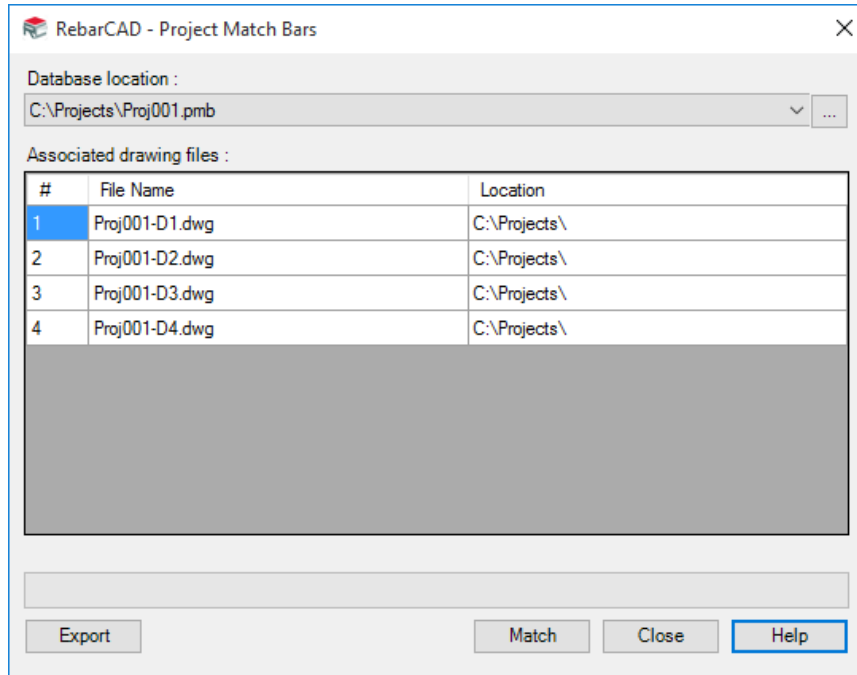 RebarCAD - Project Match Bars
Database location :
C:\Projects\Proj001.pmb ...
Associated drawing files :
# File Name Location
1 Proj001-D1.dwg C:\Projects\
2 Proj001-D2.dwg C:\Projects\
3 Proj001-D3.dwg C:\Projects\
4 Proj001-D4.dwg C:\Projects\
Export Match Close Help